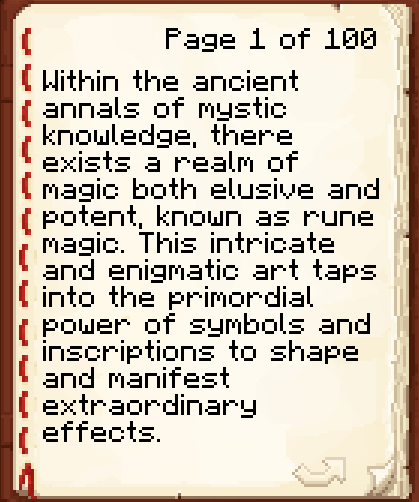 Page 1 of 100
Within the ancient
annals of mystic
knowledge, there
exists a realm of
magic both elusive and
potent, known as rune
magic. This intricate
and enigmatic art taps
into the primordial
power of symbols and
inscriptions to shape
and manifest
extraordinary
effects.